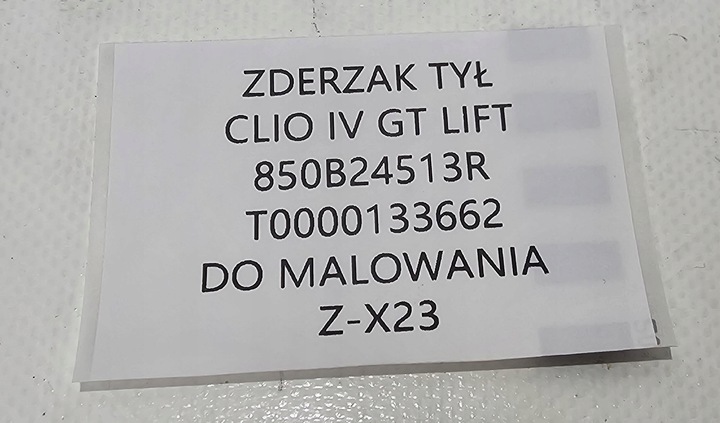 ZDERZAK TYŁ
CLIO IV GT LIFT
850B24513R
T0000133662
DO MALOWANIA
Z-X23